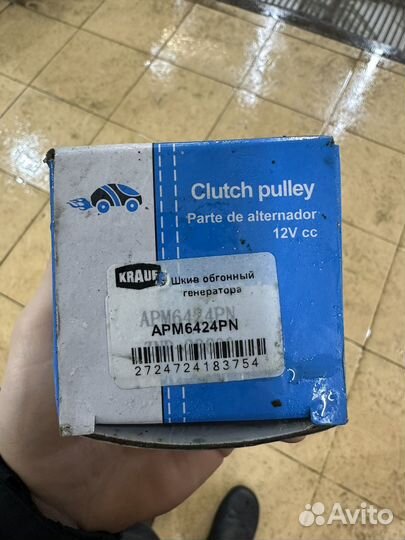 Clutch pulley
Parte de alternador
12V cc
KRAUF
Шкив обгонный
генератора
APM6424PN
APM6424PN
2724724183754
Avito